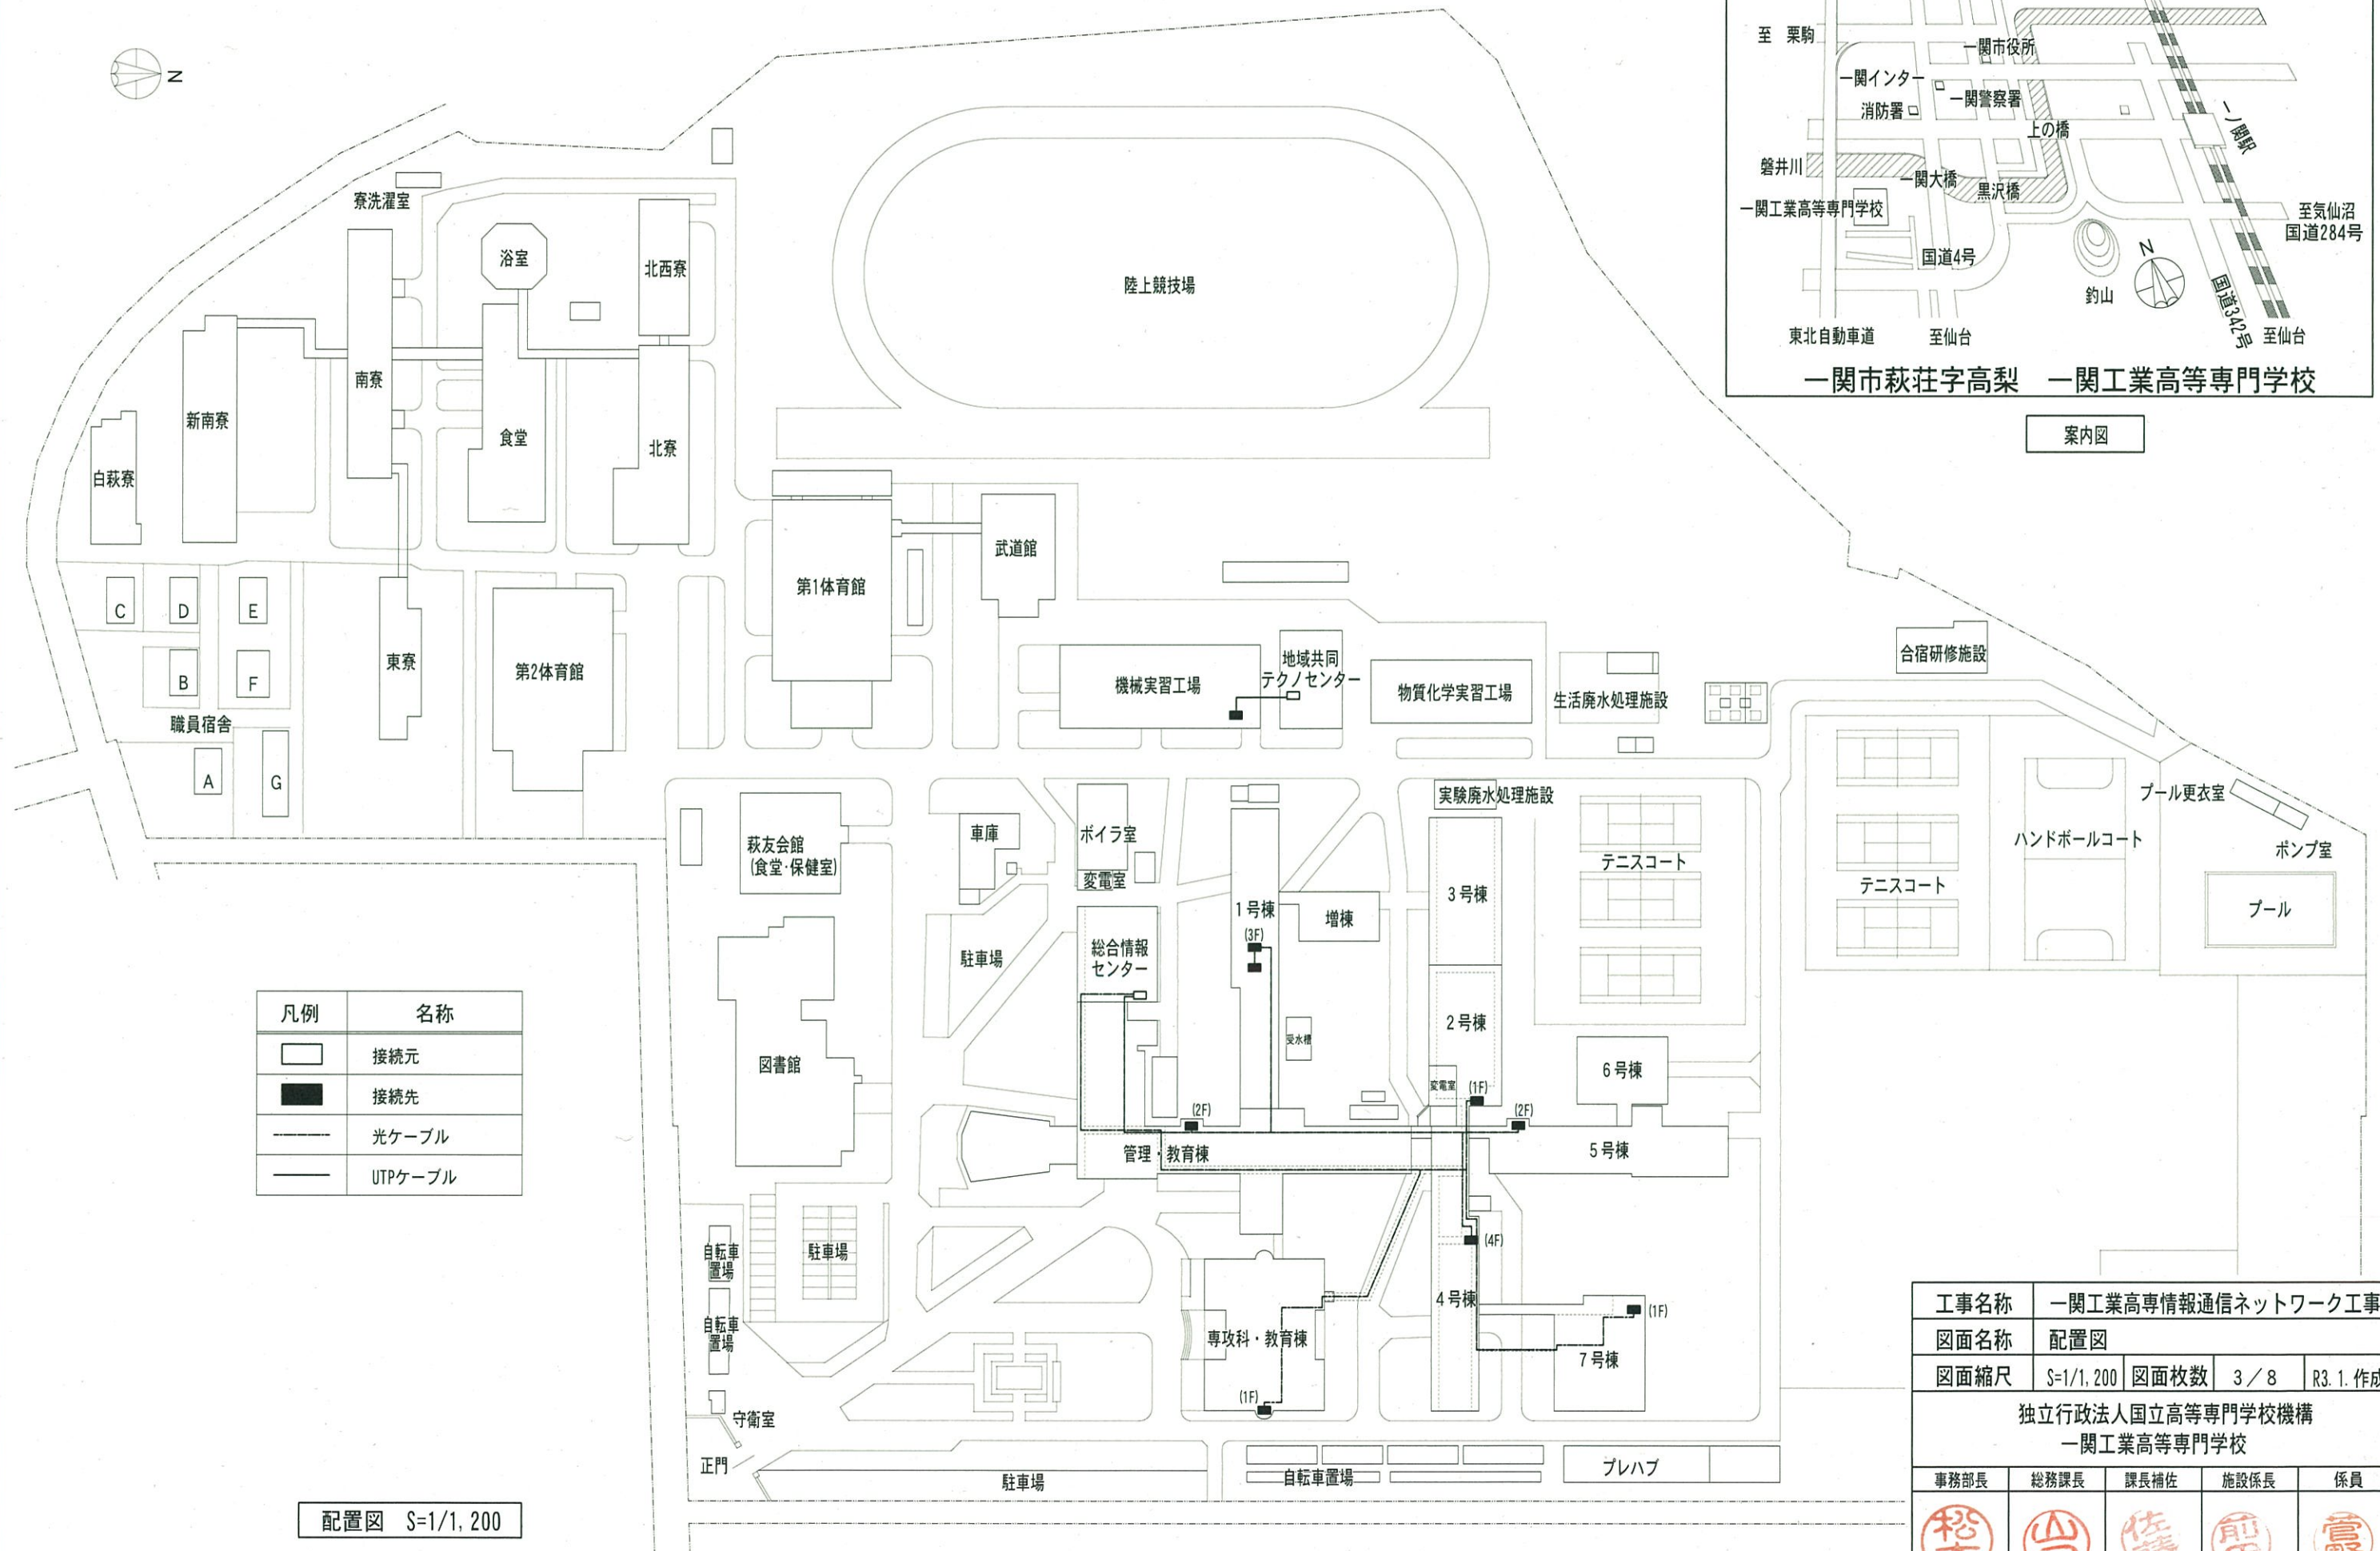 N
至 栗駒
一関市役所
一関インター
一関警察署
消防署
上の橋
一ノ関駅
磐井川
一関大橋
黒沢橋
一関工業高等専門学校
至気仙沼
国道284号
国道4号
N
釣山
国道342号
東北自動車道
至仙台
至仙台
一関市萩荘字高梨 一関工業高等専門学校
案内図
寮洗濯室
浴室
北西寮
陸上競技場
南寮
新南寮
食堂
北寮
白萩寮
武道館
第1体育館
C
D
E
B
F
東寮
第2体育館
職員宿舎
A
G
機械実習工場
地域共同
テクノセンター
物質化学実習工場
生活廃水処理施設
合宿研修施設
実験廃水処理施設
プール更衣室
ハンドボールコート
ポンプ室
テニスコート
テニスコート
プール
萩友会館
(食堂・保健室)
車庫
ボイラ室
変電室
1号棟
(3F)
増棟
3号棟
駐車場
総合情報
センター
2号棟
受水槽
図書館
変電室
(1F)
6号棟
(2F)
(2F)
管理・教育棟
5号棟
凡例 名称
接続元
接続先
光ケーブル
UTPケーブル
自転車
置場
駐車場
(4F)
自転車
置場
4号棟
(1F)
専攻科・教育棟
7号棟
(1F)
守衛室
正門
駐車場
自転車置場
プレハブ
配置図 S=1/1,200
工事名称 一関工業高専情報通信ネットワーク工事
図面名称 配置図
図面縮尺 S=1/1,200 図面枚数 3/8 R3.1.作成
独立行政法人国立高等専門学校機構
一関工業高等専門学校
事務部長 総務課長 課長補佐 施設係長 係員
松 山 佐 前 菅